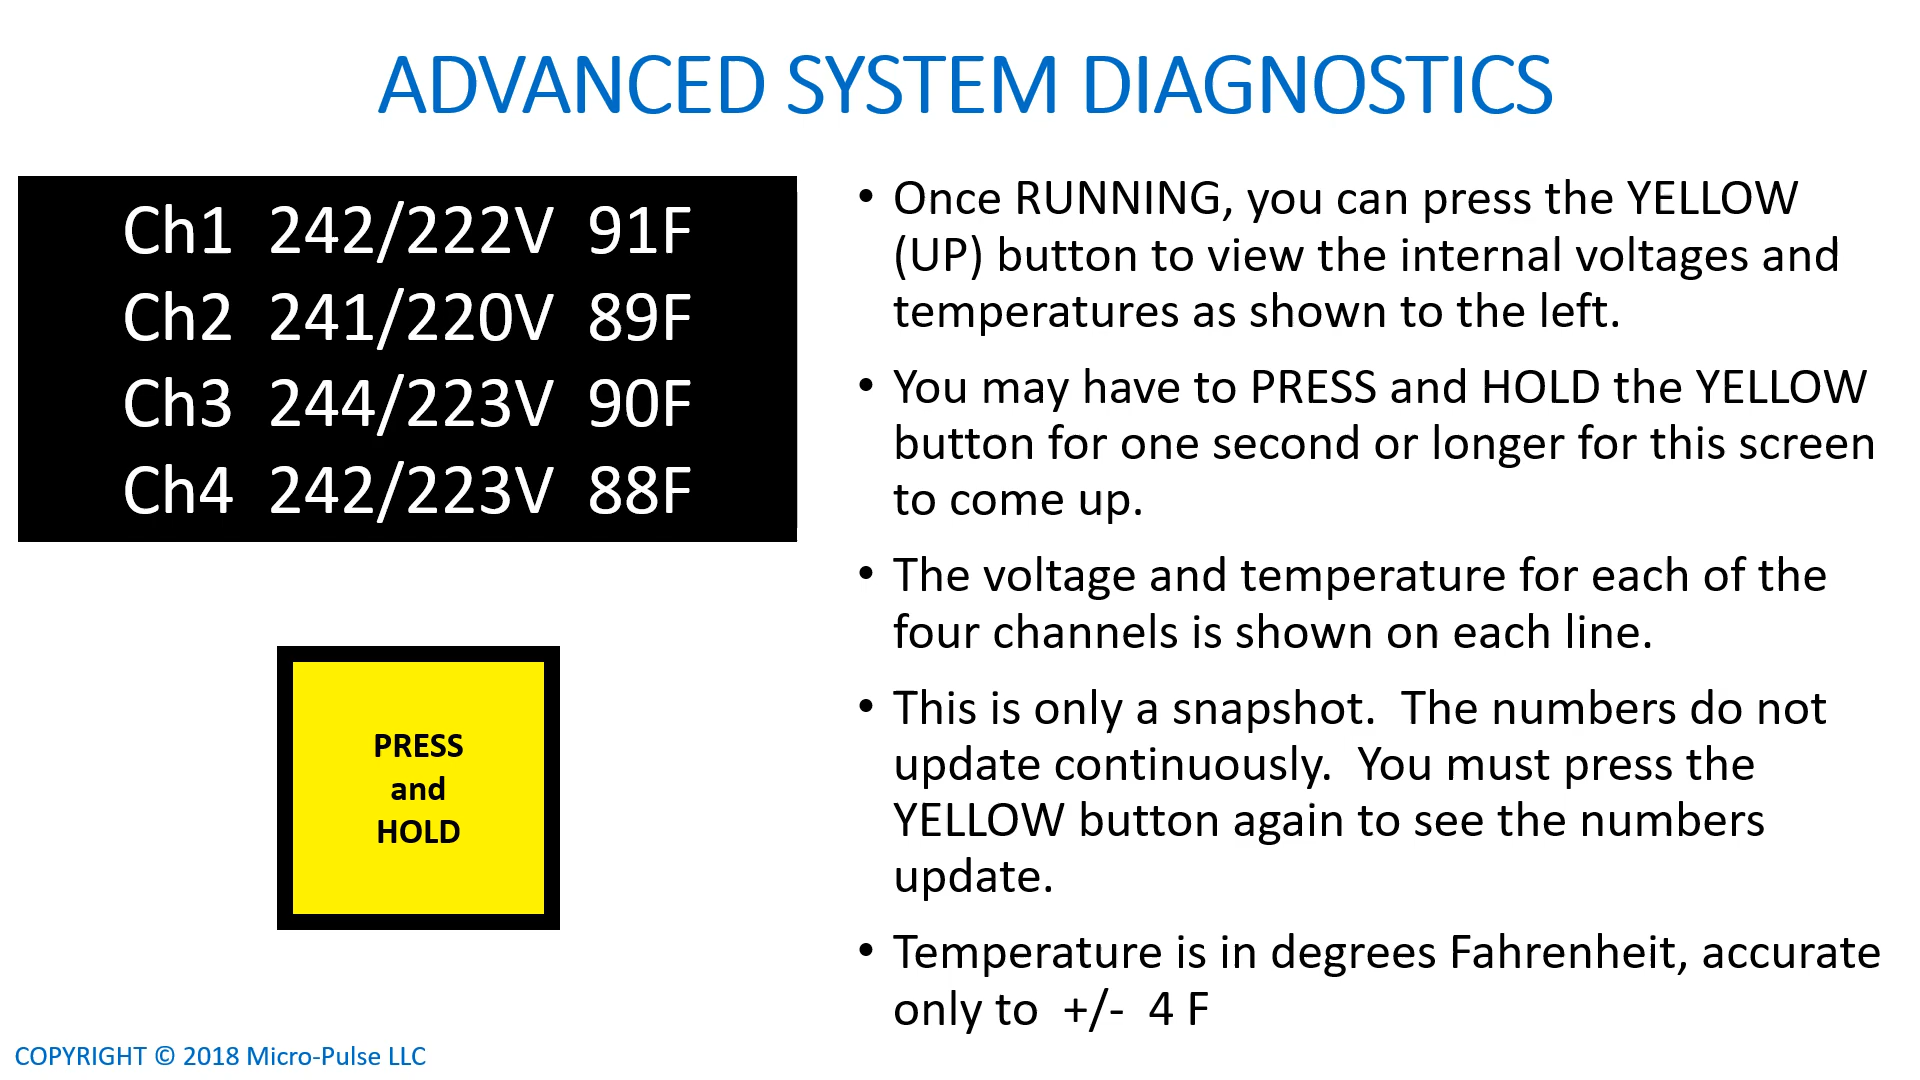 ADVANCED SYSTEM DIAGNOSTICS
Ch1 242/222V 91F
Ch2 241/220V 89F
Ch3 244/223V 90F
Ch4 242/223V 88F
PRESS
and
HOLD
• Once RUNNING, you can press the YELLOW
(UP) button to view the internal voltages and
temperatures as shown to the left.
• You may have to PRESS and HOLD the YELLOW
button for one second or longer for this screen
to come up.
• The voltage and temperature for each of the
four channels is shown on each line.
• This is only a snapshot.  The numbers do not
update continuously.  You must press the
YELLOW button again to see the numbers
update.
• Temperature is in degrees Fahrenheit, accurate
only to  +/-  4 F
COPYRIGHT © 2018 Micro-Pulse LLC